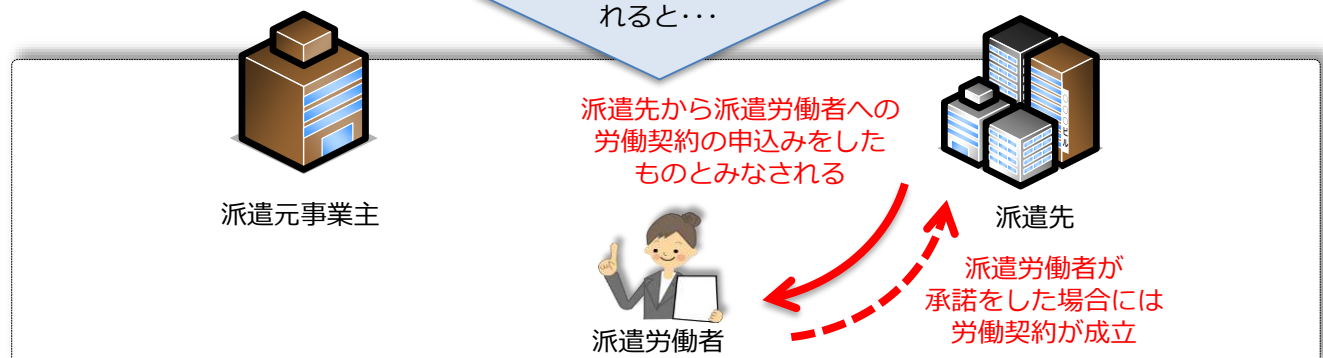 れると･･･
派遣先から派遣労働者への
労働契約の申込みをした
ものとみなされる
派遣元事業主
派遣先
派遣労働者が
承諾をした場合には
労働契約が成立
派遣労働者